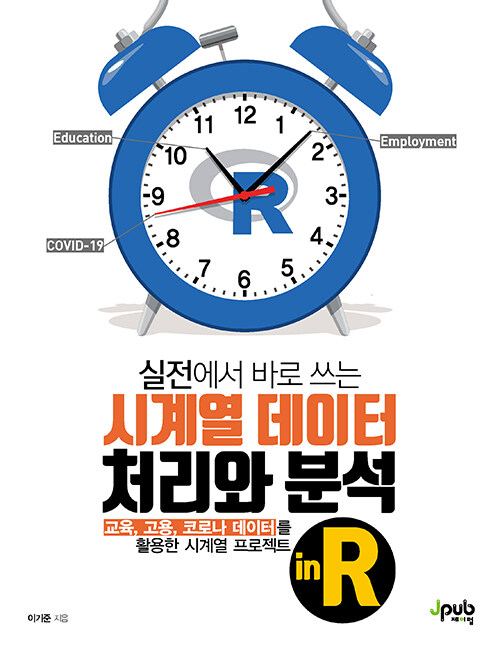 Education
Employment
COVID-19
12
1
2
3
4
5
6
7
8
9
10
11
R
실전에서 바로 쓰는
시계열 데이터
처리와 분석
교육, 고용, 코로나 데이터를
활용한 시계열 프로젝트
in R
이기준 지음
Jpub
제이펍